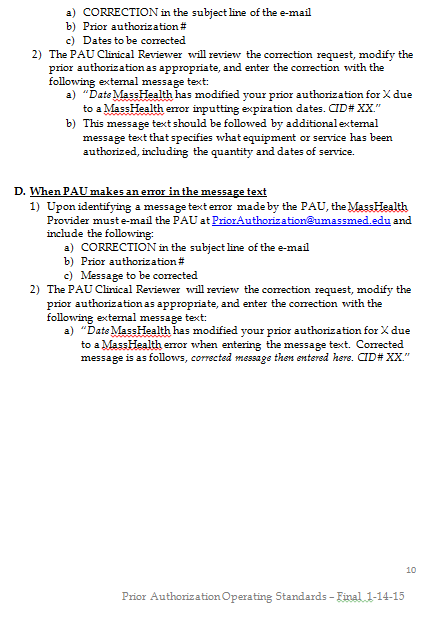 a) CORRECTION in the subject line of the e-mail
b) Prior authorization #
c) Dates to be corrected
2) The PAU Clinical Reviewer will review the correction request, modify the
prior authorization as appropriate, and enter the correction with the
following external message text:
a) “Date MassHealth has modified your prior authorization for X due
to a MassHealth error inputting expiration dates. CID# XX.”
b) This message text should be followed by additional external
message text that specifies what equipment or service has been
authorized, including the quantity and dates of service.
D. When PAU makes an error in the message text
1) Upon identifying a message text error made by the PAU, the MassHealth
Provider must e-mail the PAU at PriorAuthorization@umassmed.edu and
include the following:
a) CORRECTION in the subject line of the e-mail
b) Prior authorization #
c) Message to be corrected
2) The PAU Clinical Reviewer will review the correction request, modify the
prior authorization as appropriate, and enter the correction with the
following external message text:
a) “Date MassHealth has modified your prior authorization for X due
to a MassHealth error when entering the message text. Corrected
message is as follows, corrected message then entered here. CID# XX.”
10
Prior Authorization Operating Standards – Final 1-14-15